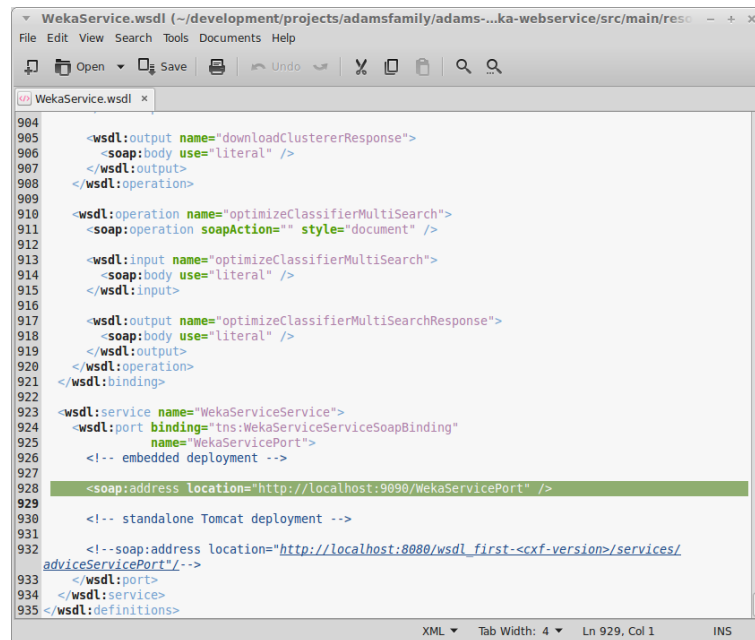 WekaService.wsdl (~/development/projects/adamsfamily/adams-...ka-webservice/src/main/reso
File Edit View Search Tools Documents Help
Open Save Undo
WekaService.wsdl ×
904
905 <wsdl:output name="downloadClustererResponse">
906 <soap:body use="literal" />
907 </wsdl:output>
908 </wsdl:operation>
909
910 <wsdl:operation name="optimizeClassifierMultiSearch">
911 <soap:operation soapAction="" style="document" />
912
913 <wsdl:input name="optimizeClassifierMultiSearch">
914 <soap:body use="literal" />
915 </wsdl:input>
916
917 <wsdl:output name="optimizeClassifierMultiSearchResponse">
918 <soap:body use="literal" />
919 </wsdl:output>
920 </wsdl:operation>
921 </wsdl:binding>
922
923 <wsdl:service name="WekaServiceService">
924 <wsdl:port binding="tns:WekaServiceServiceSoapBinding"
925 name="WekaServicePort">
926 <!-- embedded deployment -->
927
928 <soap:address location="http://localhost:9090/WekaServicePort" />
929
930 <!-- standalone Tomcat deployment -->
931
932 <!--soap:address location="http://localhost:8080/wsdl_first-<cxf-version>/services/
adviceServicePort"/-->
933 </wsdl:port>
934 </wsdl:service>
935 </wsdl:definitions>
XML Tab Width: 4 Ln 929, Col 1 INS